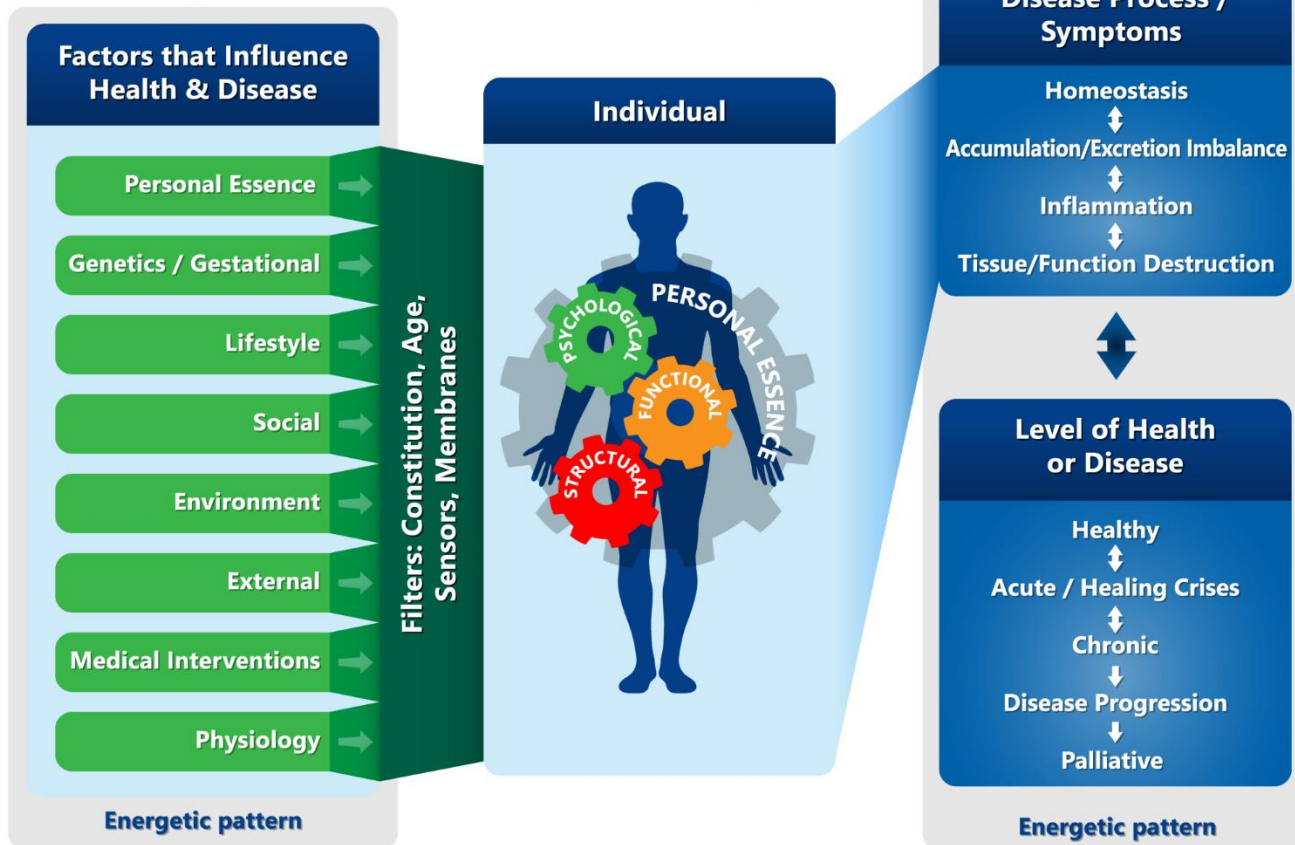 Factors that Influence
Health & Disease
Personal Essence
Genetics / Gestational
Lifestyle
Social
Environment
External
Medical Interventions
Physiology
Energetic pattern
Filters: Constitution, Age,
Sensors, Membranes
Individual
PSYCHOLOGICAL
FUNCTIONAL
STRUCTURAL
PERSONAL ESSENCE
Disease Process /
Symptoms
Homeostasis
Accumulation/Excretion Imbalance
Inflammation
Tissue/Function Destruction
Level of Health
or Disease
Healthy
Acute / Healing Crises
Chronic
Disease Progression
Palliative
Energetic pattern